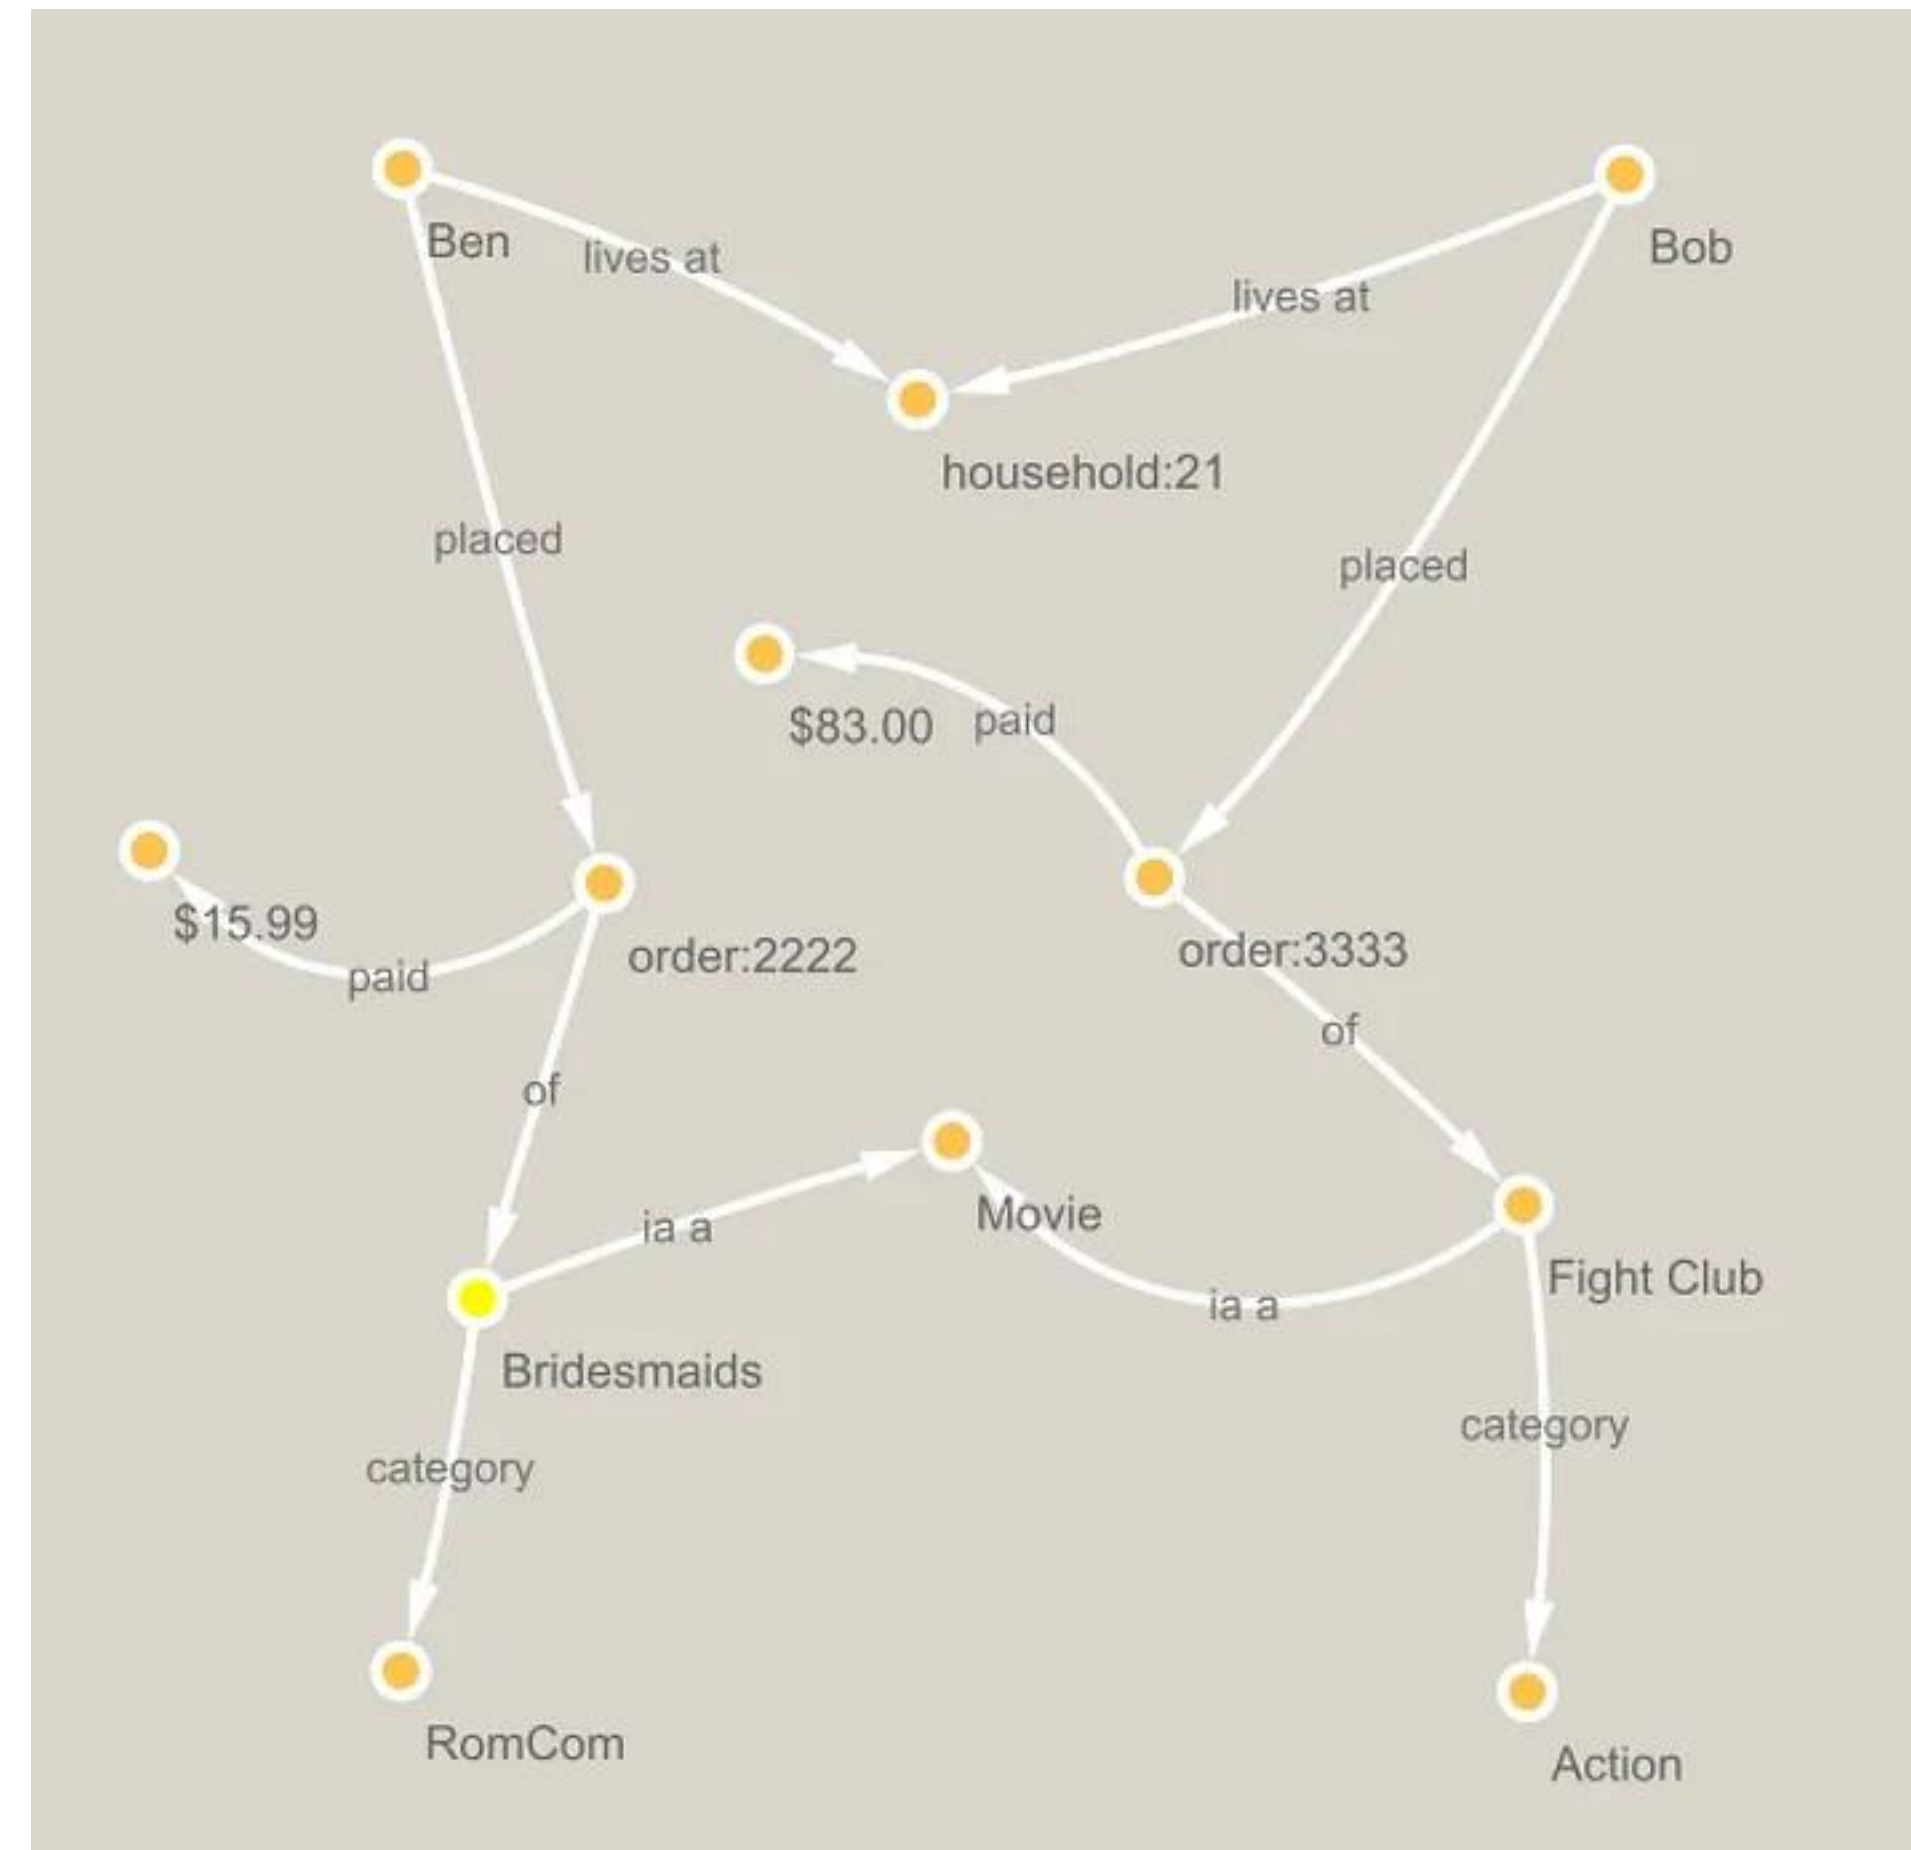 Ben
lives at
Bob
lives at
household:21
placed
placed
$83.00
paid
$15.99
paid
order:2222
order:3333
of
of
Movie
ia a
Fight Club
ia a
Bridesmaids
category
category
RomCom
Action